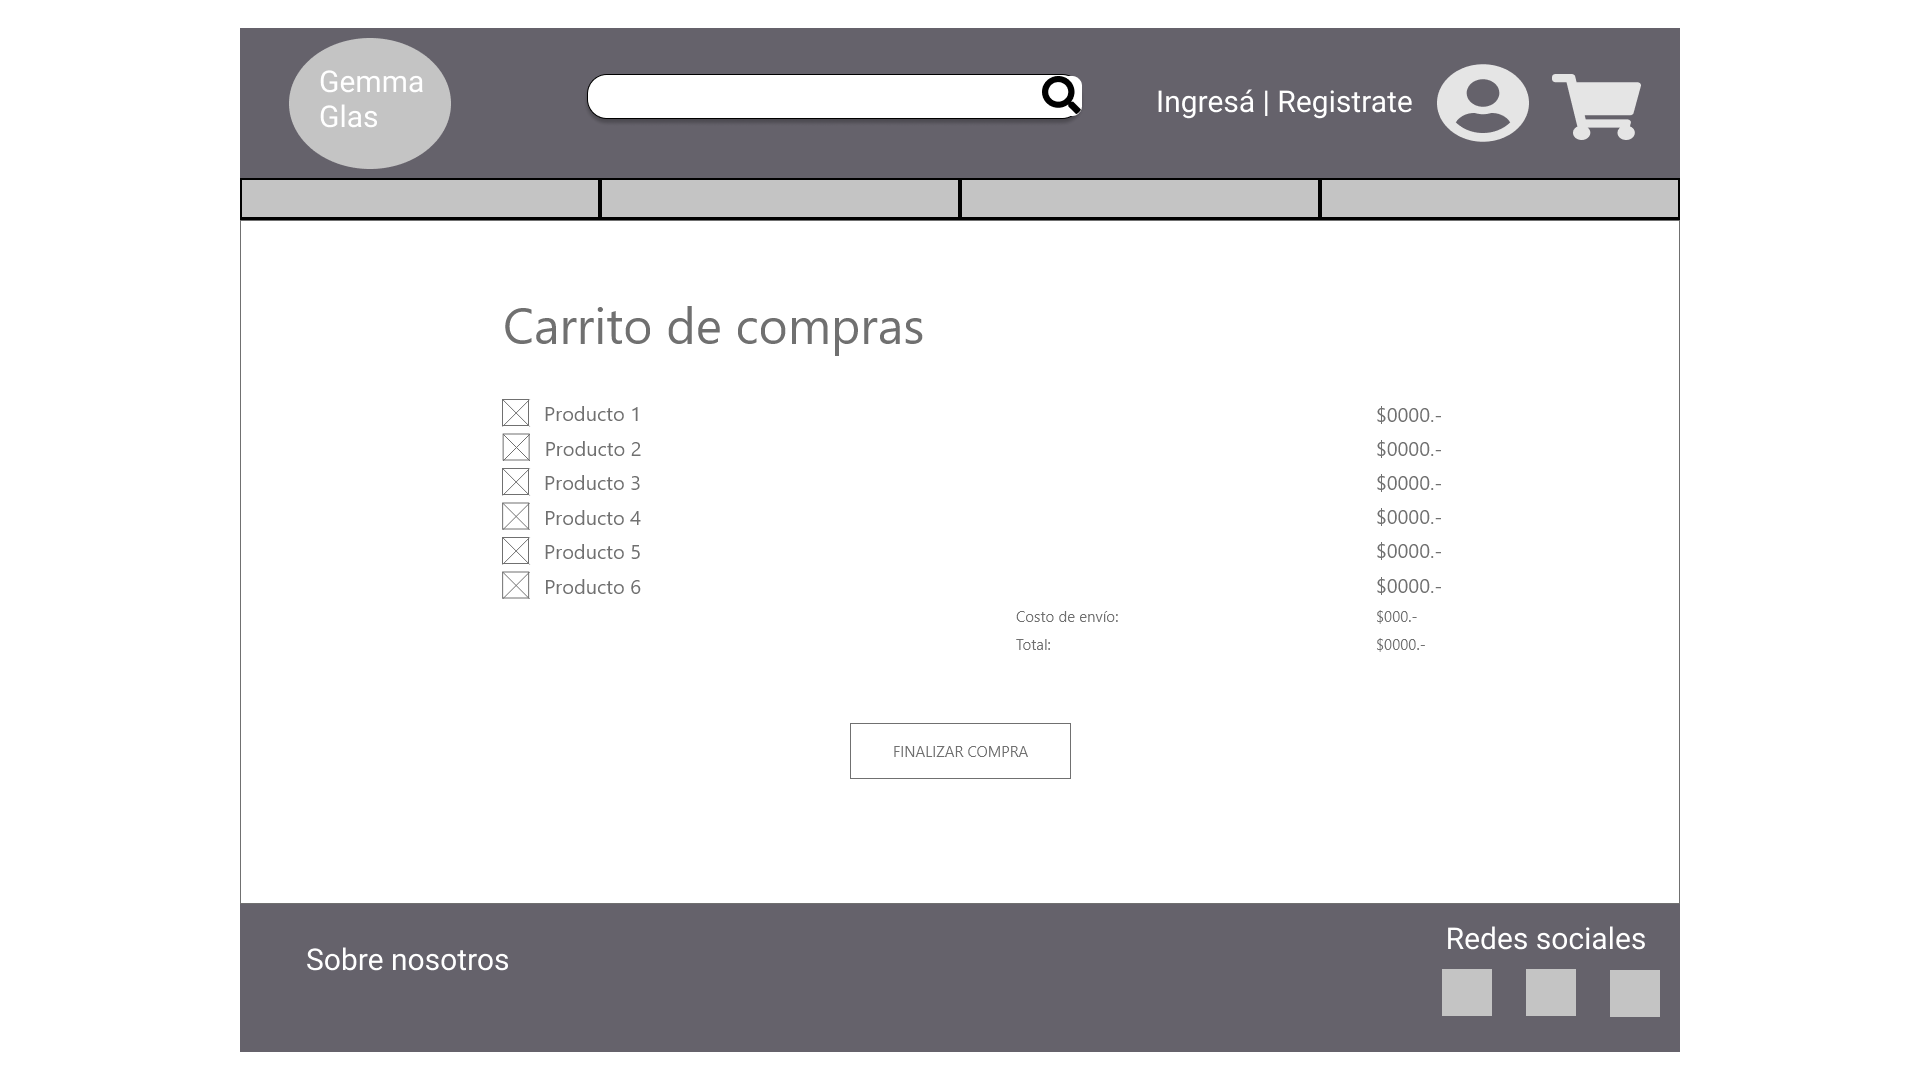 Gemma
Glas
Ingresá | Registrate
Carrito de compras
Producto 1 $0000.-
Producto 2 $0000.-
Producto 3 $0000.-
Producto 4 $0000.-
Producto 5 $0000.-
Producto 6 $0000.-
Costo de envío: $000.-
Total: $0000.-
FINALIZAR COMPRA
Sobre nosotros
Redes sociales